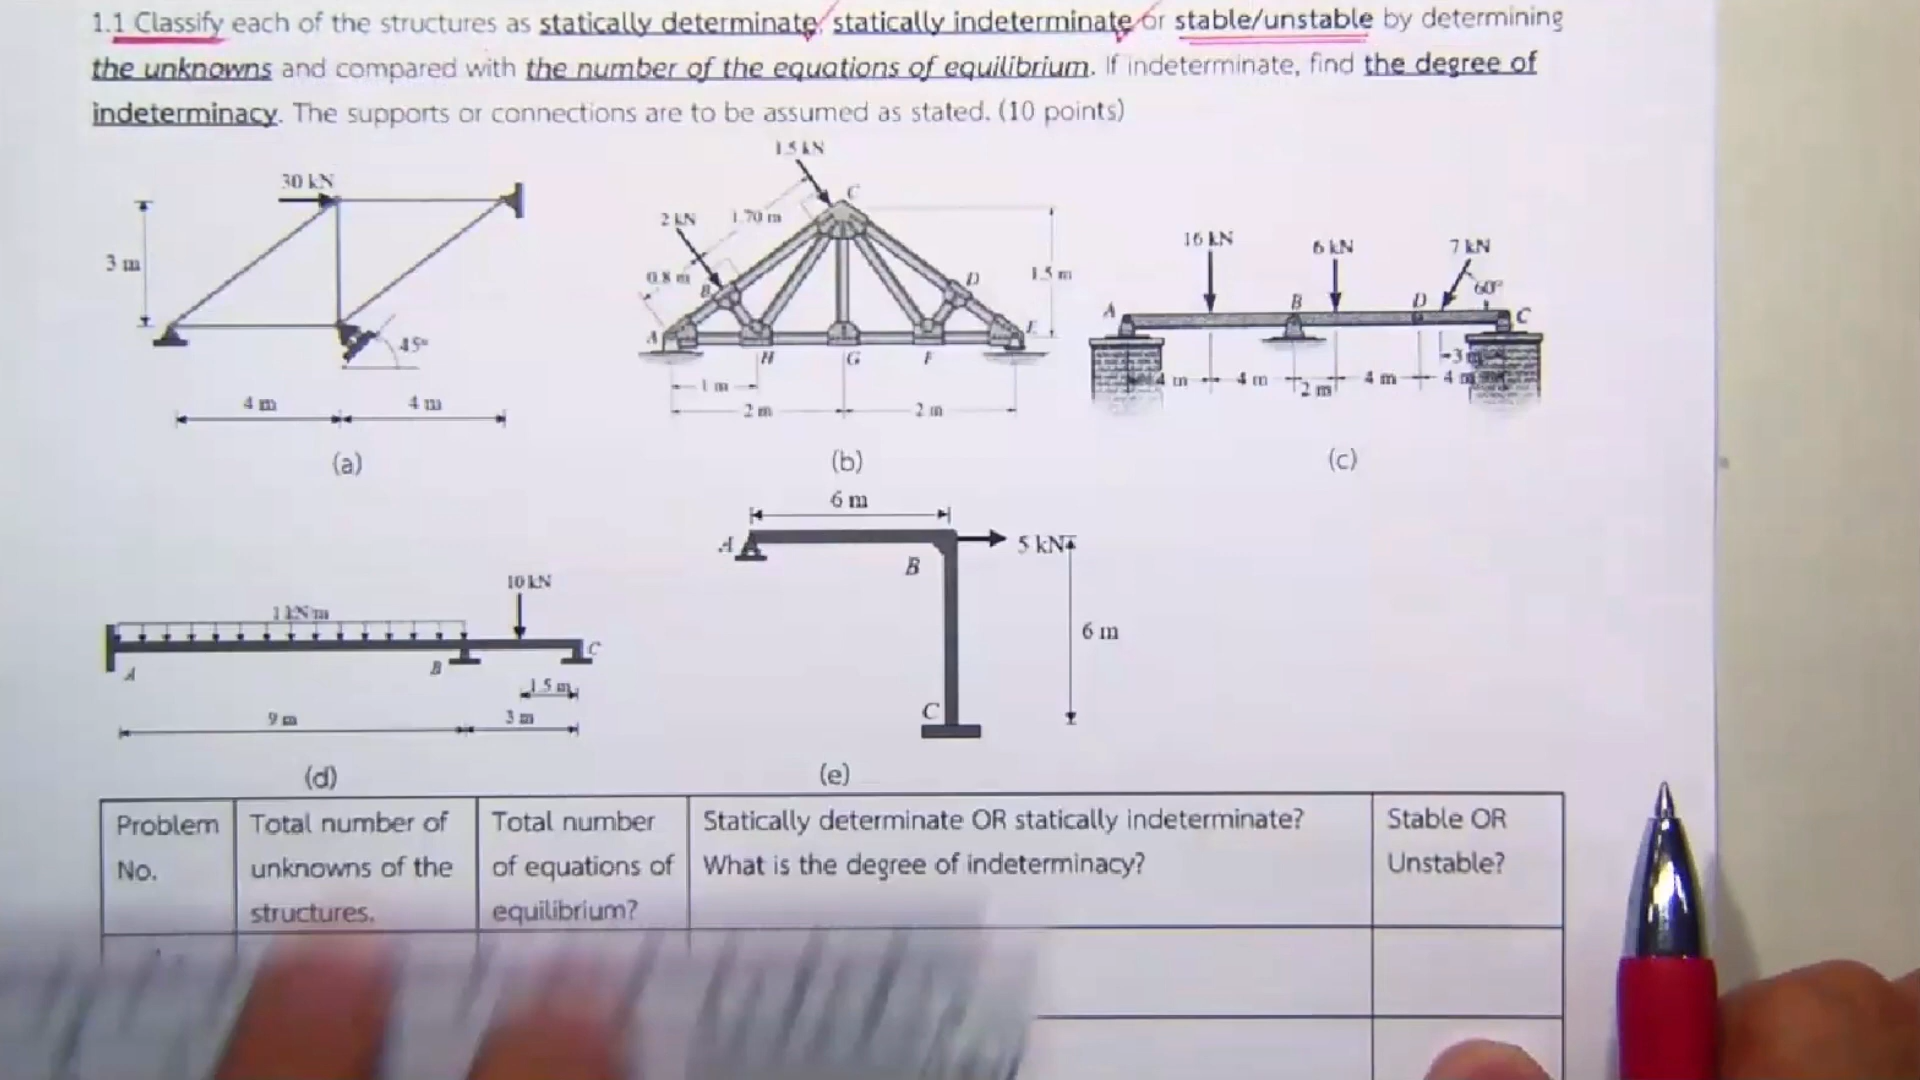 1.1 Classify each of the structures as statically determinate, statically indeterminate or stable/unstable by determining
the unknowns and compared with the number of the equations of equilibrium. If indeterminate, find the degree of
indeterminacy. The supports or connections are to be assumed as stated. (10 points)
30 kN
3 m
45°
4 m
4 m
(a)
1.5 kN
C
2 kN
1.70 m
0.8 m
B
D
1.5 m
A
E
H
G
F
1 m
2 m
2 m
(b)
16 kN
6 kN
7 kN
60°
A
B
D
C
4 m
4 m
2 m
4 m
4 m
(c)
10 kN
1 kN/m
A
B
C
1.5 m
9 m
3 m
(d)
6 m
A
B
5 kN
6 m
C
(e)
Problem
No.
Total number of
unknowns of the
structures.
Total number
of equations of
equilibrium?
Statically determinate OR statically indeterminate?
What is the degree of indeterminacy?
Stable OR
Unstable?